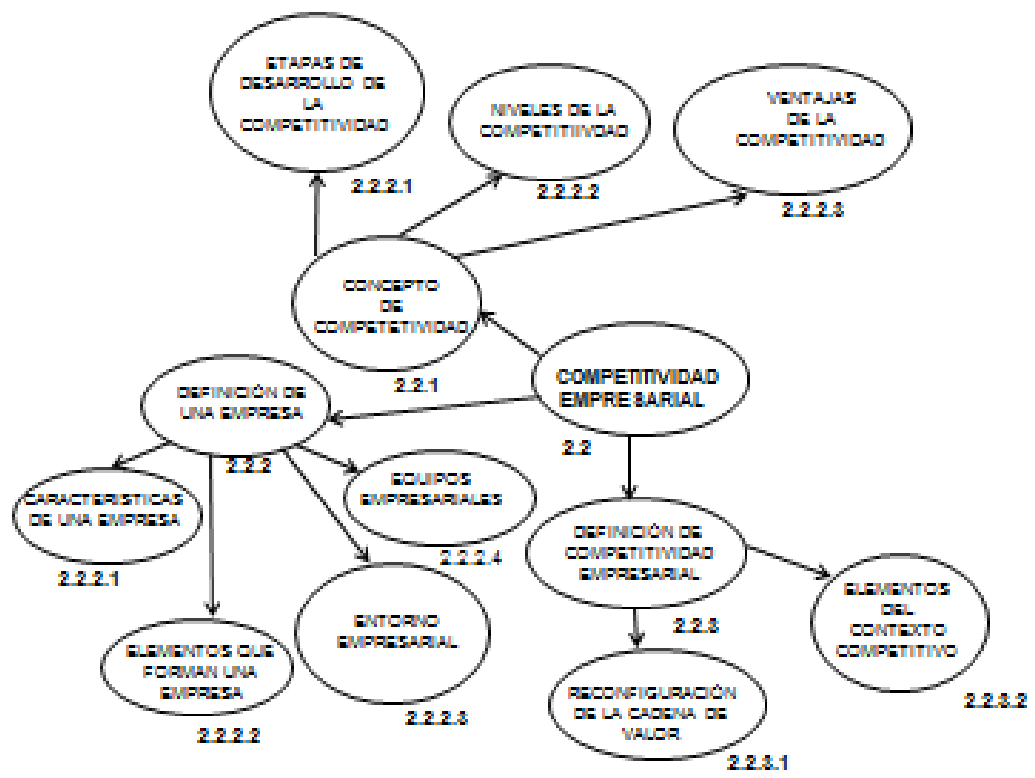 ETAPAS DE
DESARROLLO DE
LA
COMPETITIVIDAD
2.2.2.1
NIVELES DE LA
COMPETITIIVDAD
2.2.2.2
VENTAJAS
DE LA
COMPETITIVIDAD
2.2.2.3
CONCEPTO
DE
COMPETETIVIDAD
2.2.1
COMPETITIVIDAD
EMPRESARIAL
2.2
DEFINICIÓN DE
UNA EMPRESA
2.2.2
CARACTERISTICAS
DE UNA EMPRESA
2.2.2.1
EQUIPOS
EMPRESARIALES
2.2.2.4
ELEMENTOS QUE
FORMAN UNA
EMPRESA
2.2.2.2
ENTORNO
EMPRESARIAL
2.2.2.3
DEFINICIÓN DE
COMPETITIVIDAD
EMPRESARIAL
2.2.3
ELEMENTOS
DEL
CONTEXTO
COMPETITIVO
2.2.3.2
RECONFIGURACIÓN
DE LA CADENA DE
VALOR
2.2.3.1